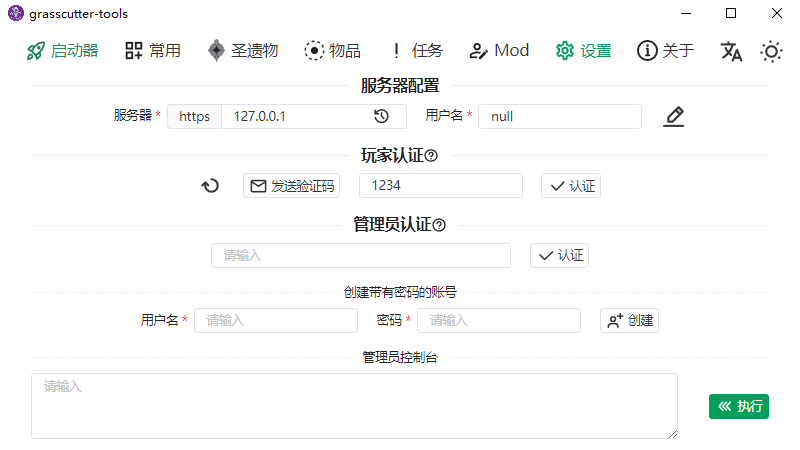 grasscutter-tools
启动器 常用 圣遗物 物品 任务 Mod 设置 关于
服务器配置
服务器 * https 127.0.0.1 用户名 * null
玩家认证
发送验证码 1234 认证
管理员认证
请输入 认证
创建带有密码的账号
用户名 * 请输入 密码 * 请输入 创建
管理员控制台
请输入
执行